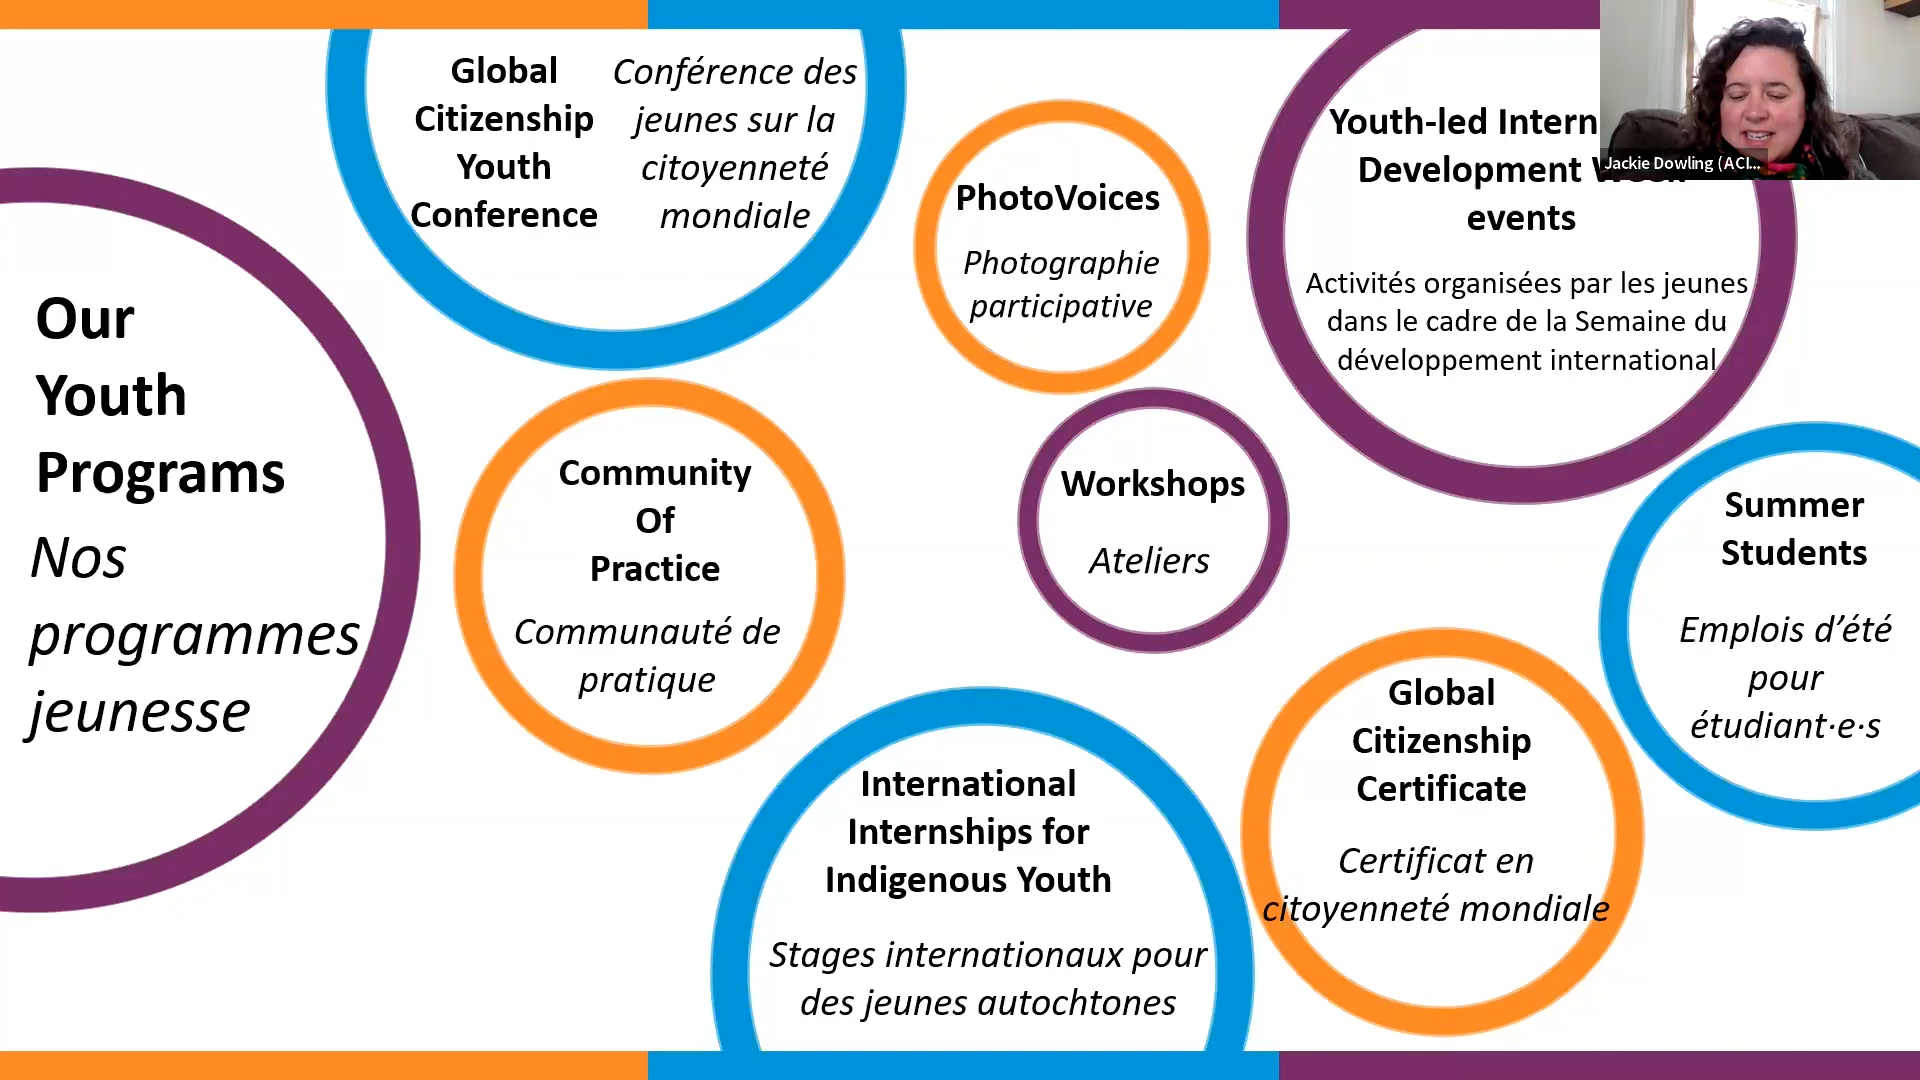 Our
Youth
Programs
Nos
programmes
jeunesse
Global
Citizenship
Youth
Conference
Conférence des
jeunes sur la
citoyenneté
mondiale
PhotoVoices
Photographie
participative
Youth-led Intern
Development
events
Activités organisées par les jeunes
dans le cadre de la Semaine du
développement international
Jackie Dowling (ACI...
Community
Of
Practice
Communauté de
pratique
Workshops
Ateliers
Summer
Students
Emplois d’été
pour
étudiant·e·s
International
Internships for
Indigenous Youth
Stages internationaux pour
des jeunes autochtones
Global
Citizenship
Certificate
Certificat en
citoyenneté mondiale